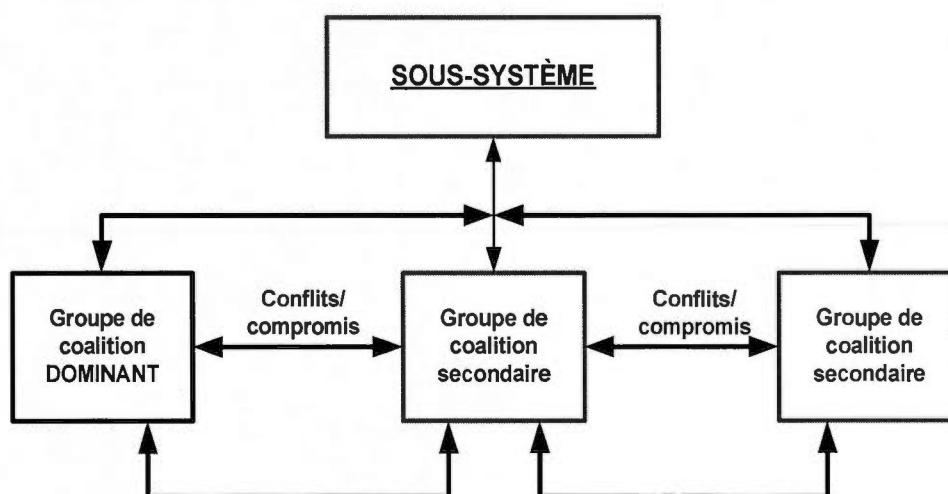 SOUS-SYSTÈME
Conflits/
compromis
Conflits/
compromis
Groupe de
coalition
DOMINANT
Groupe de
coalition
secondaire
Groupe de
coalition
secondaire